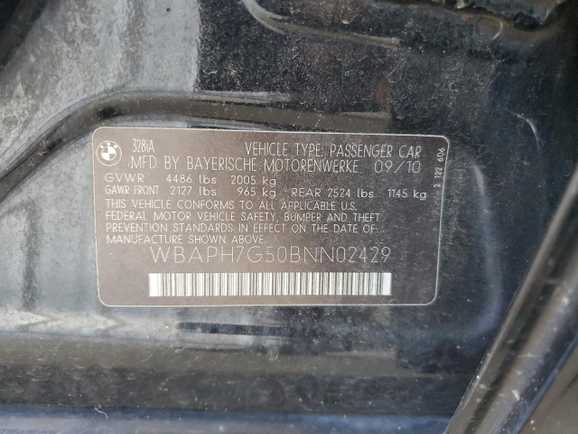 328iA VEHICLE TYPE: PASSENGER CAR
MFD BY BAYERISCHE MOTORENWERKE 09/10
GVWR 4486 lbs 2005 kg
GAWR FRONT 2127 lbs 965 kg REAR 2524 lbs 1145 kg
THIS VEHICLE CONFORMS TO ALL APPLICABLE U.S.
FEDERAL MOTOR VEHICLE SAFETY, BUMPER AND THEFT
PREVENTION STANDARDS IN EFFECT ON THE DATE
OF MANUFACTURE SHOWN ABOVE.
WBAPH7G50BNN02429